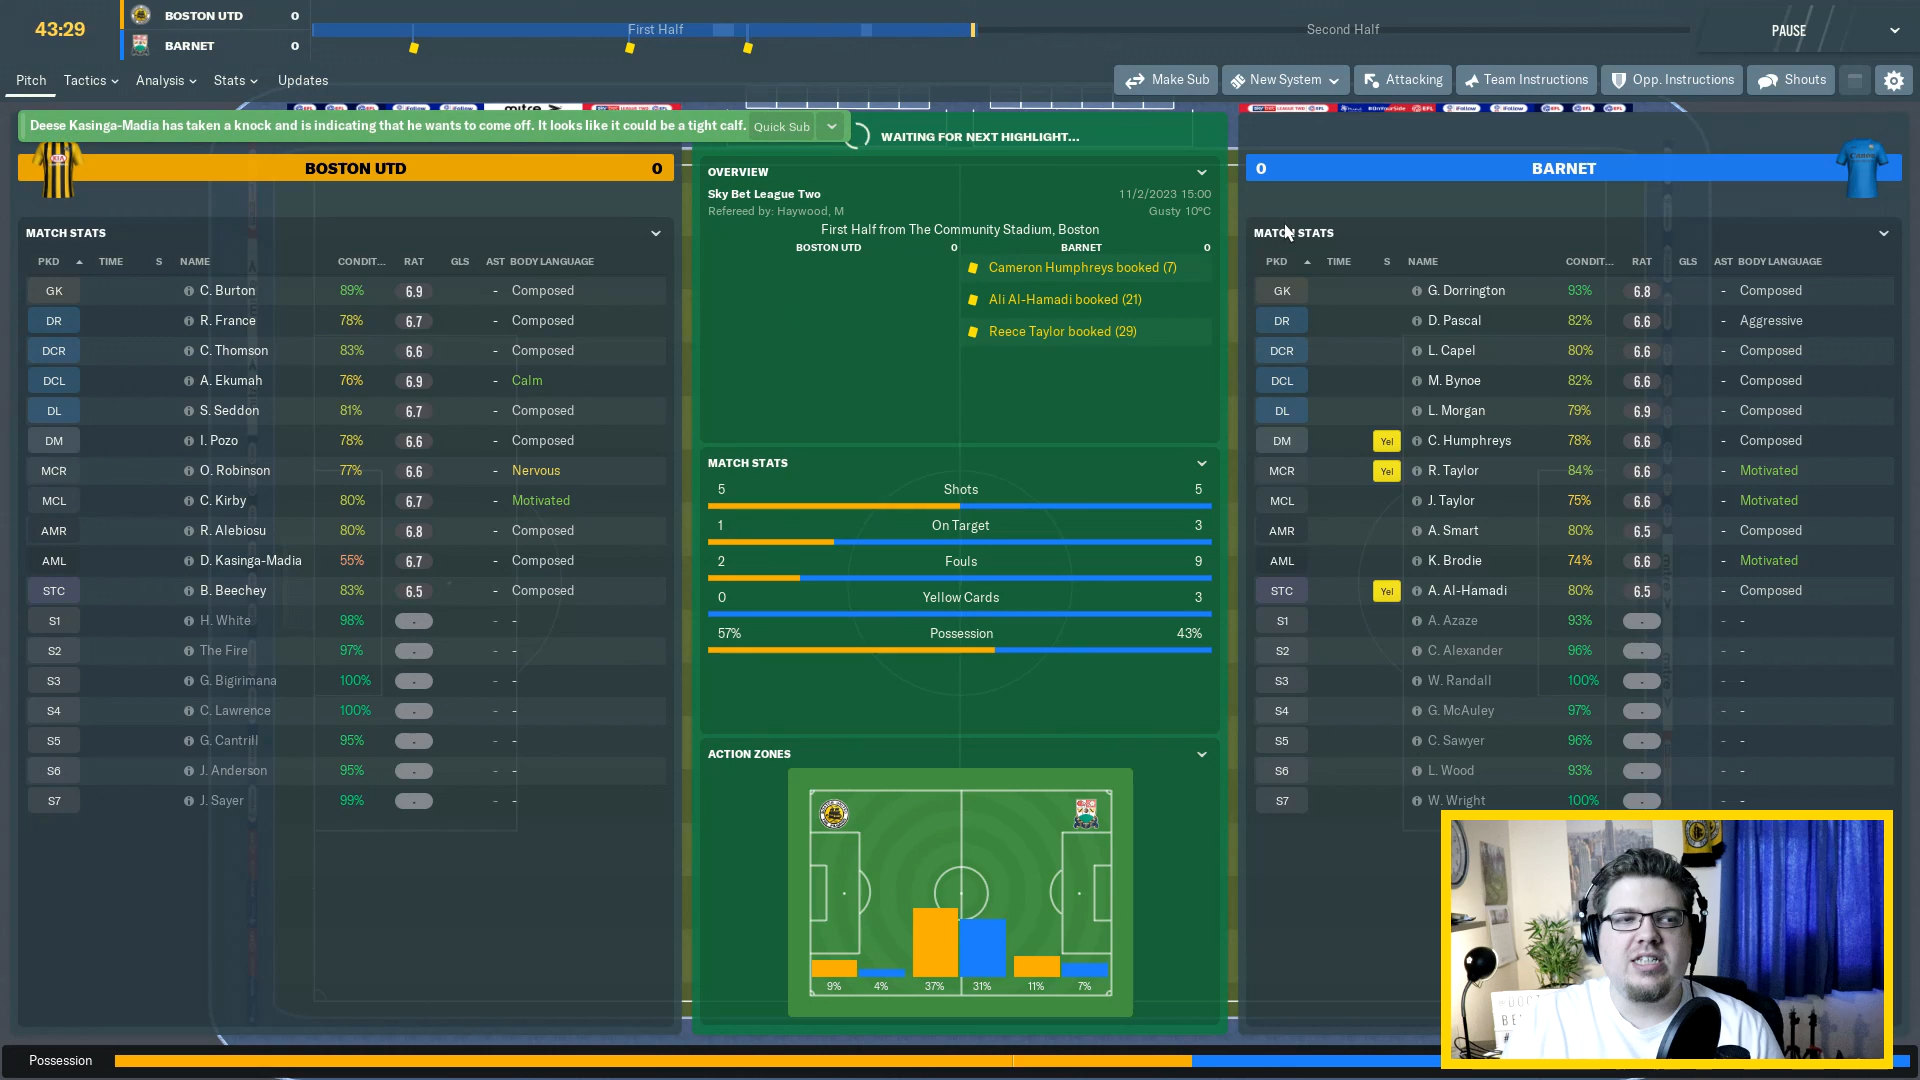 43:29
BOSTON UTD 0
BARNET 0
First Half
Second Half
PAUSE
Pitch Tactics Analysis Stats Updates
Make Sub New System Attacking Team Instructions Opp. Instructions Shouts
Deese Kasinga-Madia has taken a knock and is indicating that he wants to come off. It looks like it could be a tight calf. Quick Sub
WAITING FOR NEXT HIGHLIGHT...
BOSTON UTD 0
MATCH STATS
PKD TIME S NAME CONDIT... RAT GLS AST BODY LANGUAGE
GK C. Burton 89% 6.9 - Composed
DR R. France 78% 6.7 - Composed
DCR C. Thomson 83% 6.6 - Composed
DCL A. Ekumah 76% 6.9 - Calm
DL S. Seddon 81% 6.7 - Composed
DM I. Pozo 78% 6.6 - Composed
MCR O. Robinson 77% 6.6 - Nervous
MCL C. Kirby 80% 6.7 - Motivated
AMR R. Alebiosu 80% 6.8 - Composed
AML D. Kasinga-Madia 55% 6.7 - Composed
STC B. Beechey 83% 6.5 - Composed
S1 H. White 98% - - -
S2 The Fire 97% - - -
S3 G. Bigirimana 100% - - -
S4 C. Lawrence 100% - - -
S5 G. Cantrill 95% - - -
S6 J. Anderson 95% - - -
S7 J. Sayer 99% - - -
OVERVIEW
Sky Bet League Two 11/2/2023 15:00
Refereed by: Haywood, M Gusty 10°C
First Half from The Community Stadium, Boston
BOSTON UTD 0 BARNET 0
Cameron Humphreys booked (7)
Ali Al-Hamadi booked (21)
Reece Taylor booked (29)
MATCH STATS
5 Shots 5
1 On Target 3
2 Fouls 9
0 Yellow Cards 3
57% Possession 43%
ACTION ZONES
9% 4% 37% 31% 11% 7%
0 BARNET
MATCH STATS
PKD TIME S NAME CONDIT... RAT GLS AST BODY LANGUAGE
GK G. Dorrington 93% 6.8 - Composed
DR D. Pascal 82% 6.6 - Aggressive
DCR L. Capel 80% 6.6 - Composed
DCL M. Bynoe 82% 6.6 - Composed
DL L. Morgan 79% 6.9 - Composed
DM Yel C. Humphreys 78% 6.6 - Composed
MCR Yel R. Taylor 84% 6.6 - Motivated
MCL J. Taylor 75% 6.6 - Motivated
AMR A. Smart 80% 6.5 - Composed
AML K. Brodie 74% 6.6 - Motivated
STC Yel A. Al-Hamadi 80% 6.5 - Composed
S1 A. Azaze 93% - - -
S2 C. Alexander 96% - - -
S3 W. Randall 100% - - -
S4 G. McAuley 97% - - -
S5 C. Sawyer 96% - - -
S6 L. Wood 93% - - -
S7 W. Wright 100% - - -
Possession